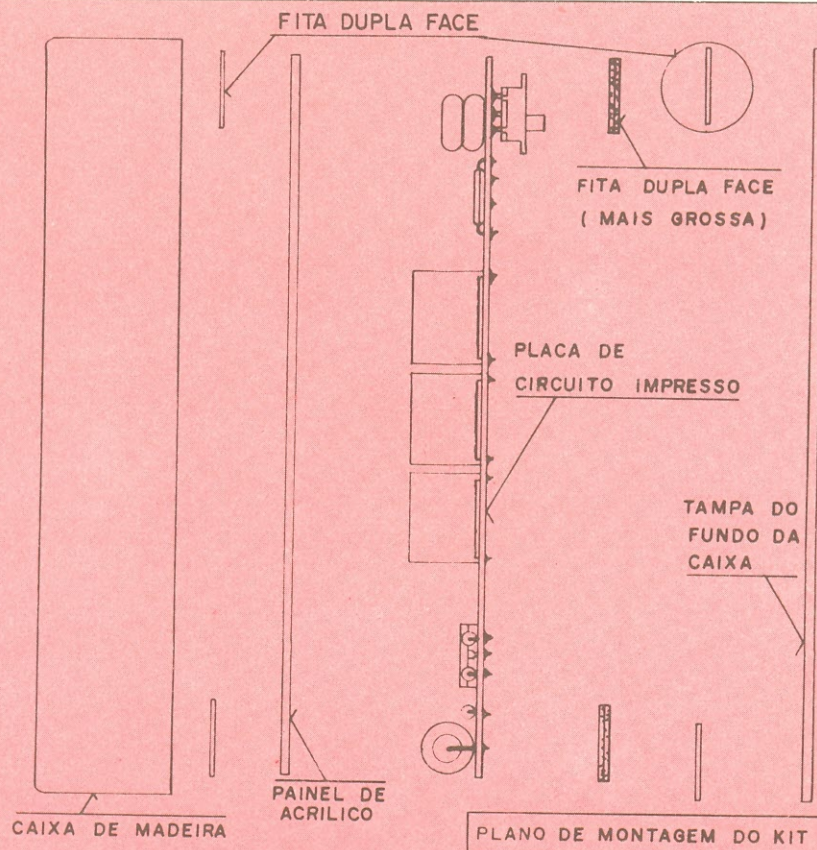 FITA DUPLA FACE
FITA DUPLA FACE
( MAIS GROSSA)
PLACA DE
CIRCUITO IMPRESSO
TAMPA DO
FUNDO DA
CAIXA
PAINEL DE
ACRILICO
CAIXA DE MADEIRA
PLANO DE MONTAGEM DO KIT